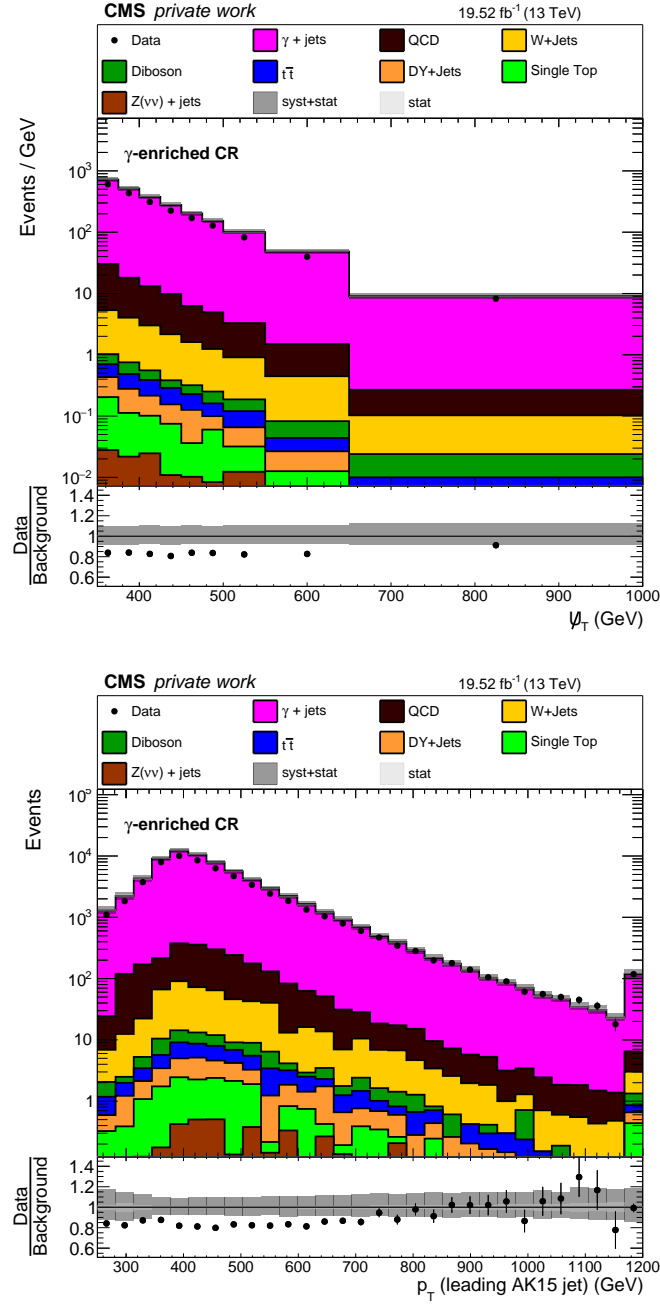 CMS private work 19.52 fb⁻¹ (13 TeV)
Data γ + jets QCD W+Jets
Diboson tt̅ DY+Jets Single Top
Z(νν) + jets syst+stat stat
γ-enriched CR
Events / GeV
10³
10²
10
1
10⁻¹
10⁻²
Data
Background
1.4
1.2
1
0.8
0.6
400 500 600 700 800 900 1000
U̸_T (GeV)
CMS private work 19.52 fb⁻¹ (13 TeV)
Data γ + jets QCD W+Jets
Diboson tt̅ DY+Jets Single Top
Z(νν) + jets syst+stat stat
γ-enriched CR
Events
10⁵
10⁴
10³
10²
10
1
Data
Background
1.4
1.2
1
0.8
0.6
300 400 500 600 700 800 900 1000 1100 1200
p_T (leading AK15 jet) (GeV)